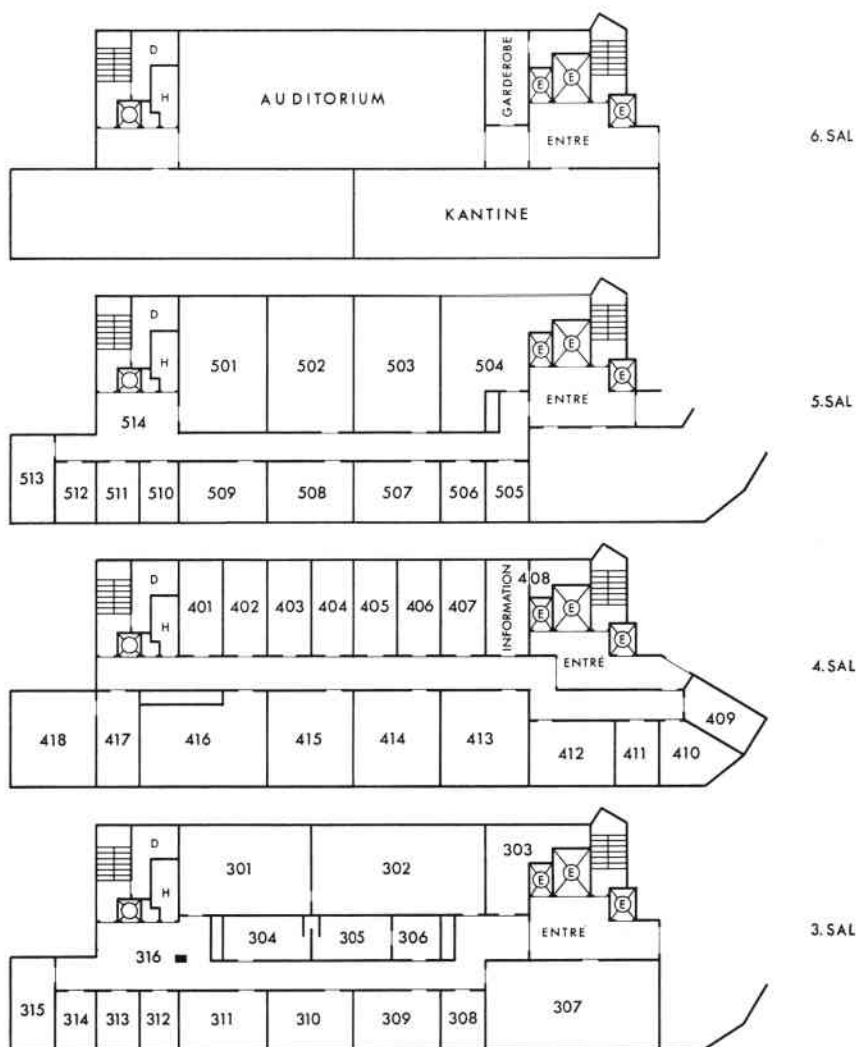 D
H
AUDITORIUM
GARDEROBE
E E E
ENTRE
6. SAL
KANTINE
D
H
501 502 503 504
E E E
ENTRE
5. SAL
514
513 512 511 510 509 508 507 506 505
D
H
401 402 403 404 405 406 407
INFORMATION
408
E E E
ENTRÉ
4. SAL
418 417 416 415 414 413 412 411 410 409
D
H
301 302 303
E E E
304 305 306
ENTRÉ
3. SAL
316
315 314 313 312 311 310 309 308 307